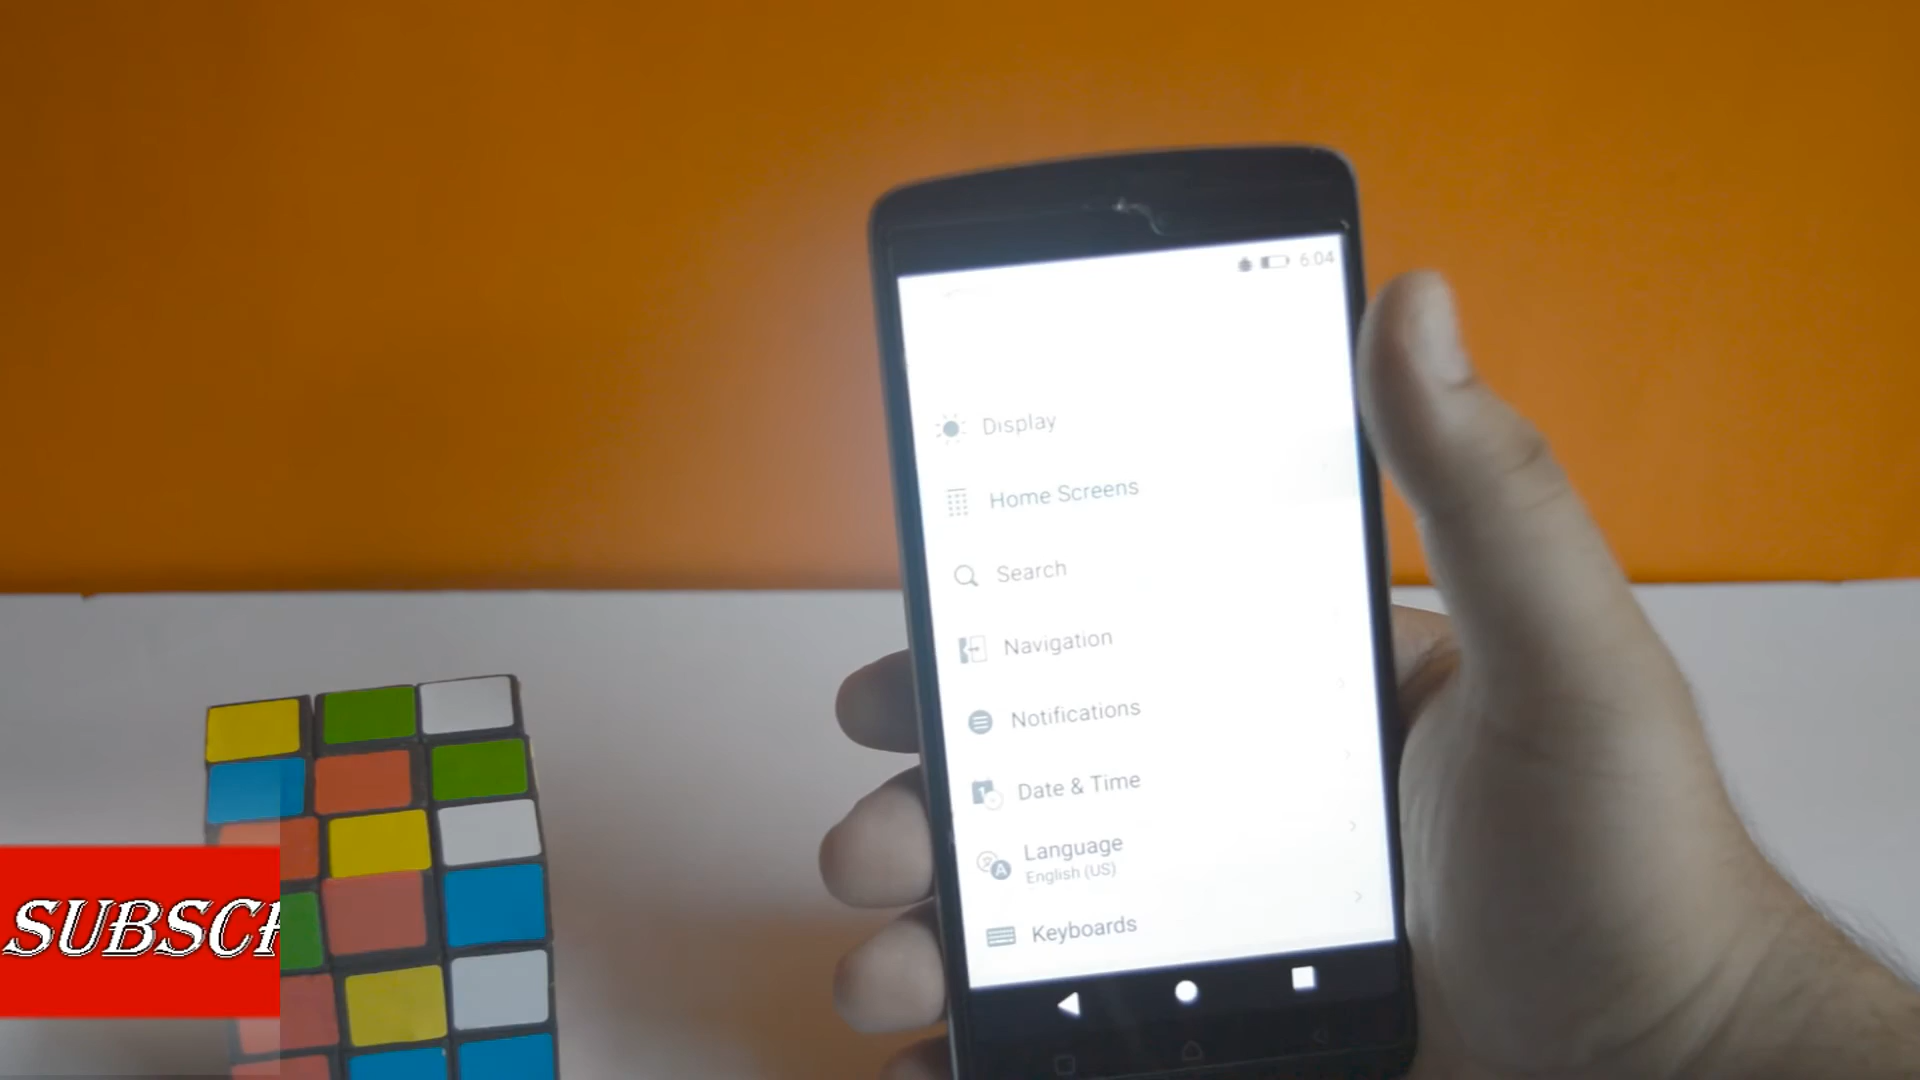 6:04
Display
Home Screens
Search
Navigation
Notifications
Date & Time
Language
English (US)
Keyboards
SUBSC